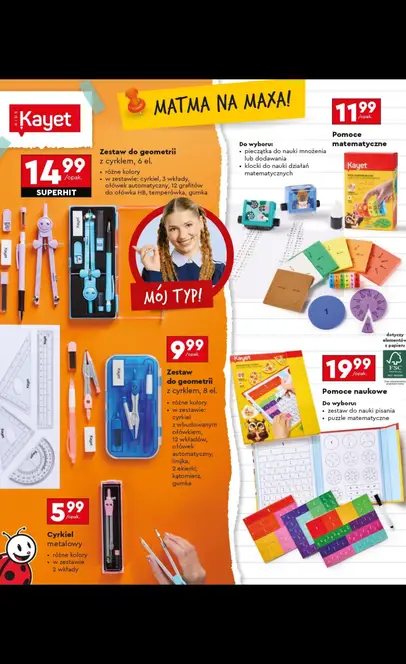 KIDS
Kayet
MATMA NA MAXA!
14,99
/opak.
SUPERHIT
Zestaw do geometrii
z cyrklem, 6 el.
• różne kolory
• w zestawie: cyrkiel, 3 wkłady,
ołówek automatyczny, 12 grafitów
do ołówka HB, temperówka, gumka
MÓJ TYP!
9,99
/opak.
Zestaw
do geometrii
z cyrklem, 8 el.
• różne kolory
• w zestawie:
cyrkiel
z wbudowanym
ołówkiem,
12 wkładów,
ołówek
automatyczny,
linijka,
2 ekierki,
kątomierz,
gumka
5,99
/opak.
Cyrkiel
metalowy
• różne kolory
• w zestawie
2 wkłady
11,99
/opak.
Pomoce
matematyczne
Do wyboru:
• pieczątka do nauki mnożenia
lub dodawania
• klocki do nauki działań
matematycznych
Kayet
1
dotyczy
elementów
z papieru
FSC
Kayet
19,99
/opak.
Pomoce naukowe
Do wyboru:
• zestaw do nauki pisania
• puzzle matematyczne